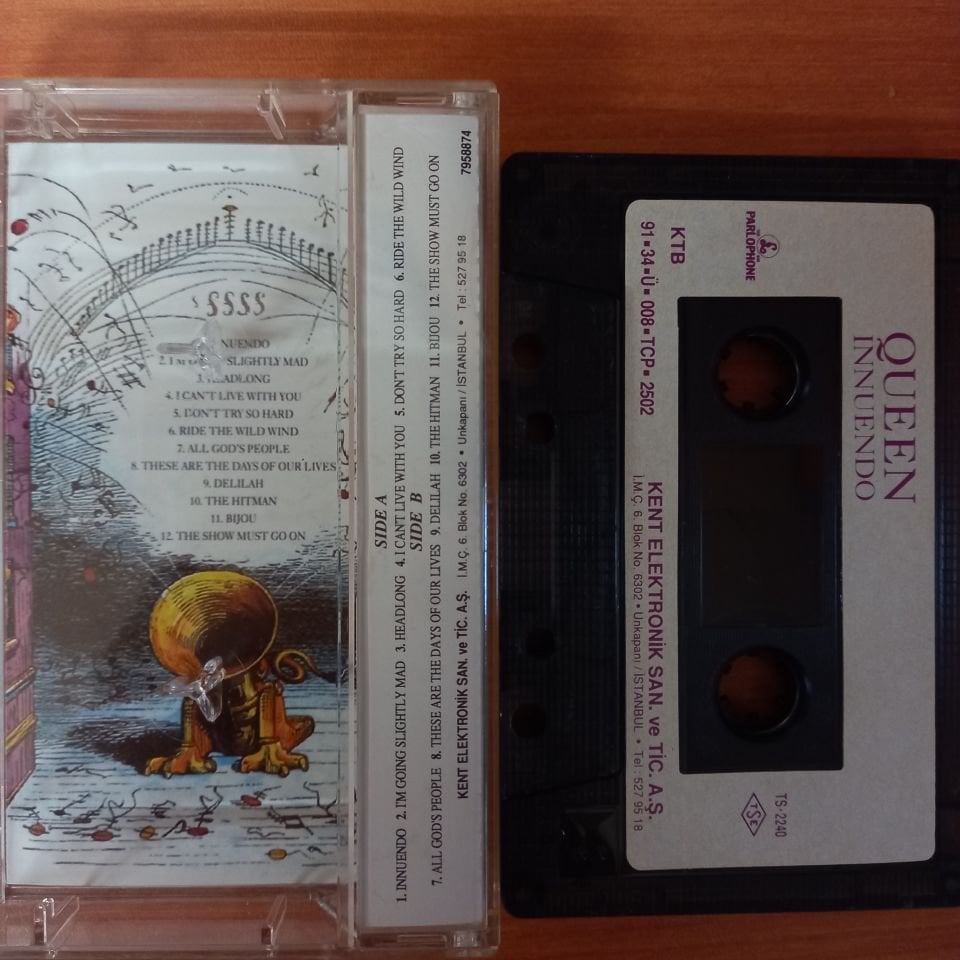 SSSS
NUENDO
2. I'M SLIGHTLY MAD
3. HEADLONG
4. I CAN'T LIVE WITH YOU
5. DON'T TRY SO HARD
6. RIDE THE WILD WIND
7. ALL GOD'S PEOPLE
8. THESE ARE THE DAYS OF OUR LIVES
9. DELILAH
10. THE HITMAN
11. BIJOU
12. THE SHOW MUST GO ON
SIDE A
1. INNUENDO 2. I'M GOING SLIGHTLY MAD 3. HEADLONG 4. I CAN'T LIVE WITH YOU 5. DON'T TRY SO HARD 6. RIDE THE WILD WIND
SIDE B
7. ALL GOD'S PEOPLE 8. THESE ARE THE DAYS OF OUR LIVES 9. DELILAH 10. THE HITMAN 11. BIJOU 12. THE SHOW MUST GO ON
KENT ELEKTRONİK SAN. ve TİC. A.Ş. İ.M.Ç. 6. Blok No. 6302 • Unkapanı / İSTANBUL • Tel : 527 95 18
7958874
QUEEN
INNUENDO
PARLOPHONE
TS-2240
TSE
KTB
91▪34▪Ü▪ 008▪TCP▪ 2502
KENT ELEKTRONİK SAN. ve TİC. A.Ş.
İ.M.Ç. 6. Blok No. 6302 • Unkapanı / İSTANBUL • Tel : 527 95 18